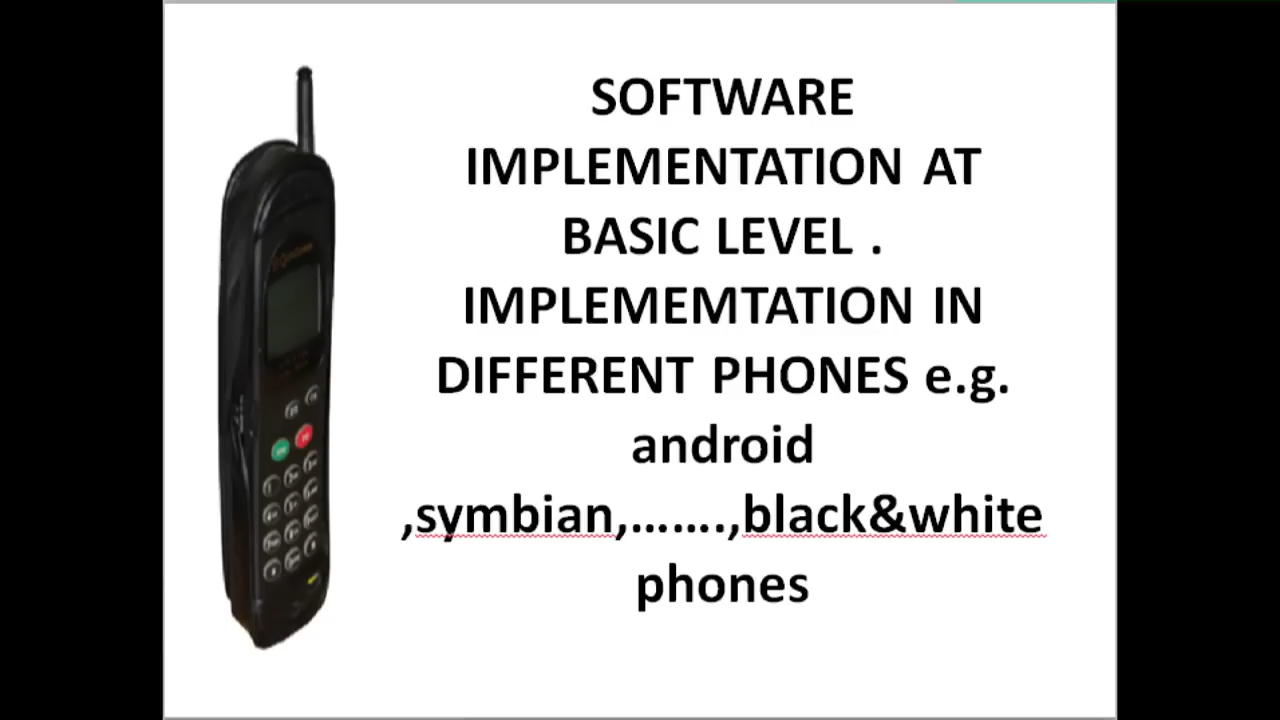 SOFTWARE
IMPLEMENTATION AT
BASIC LEVEL .
IMPLEMEMTATION IN
DIFFERENT PHONES e.g.
android
,symbian,…….,black&white
phones